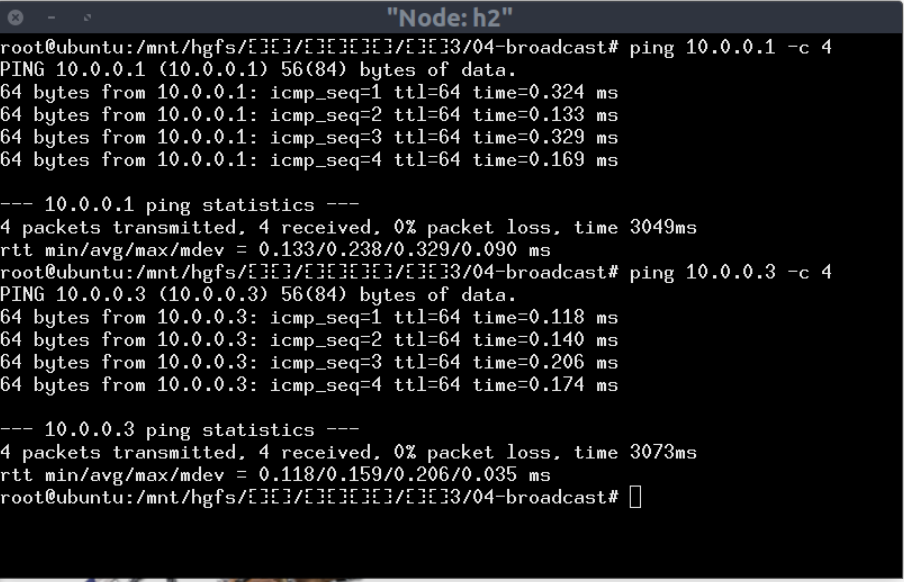 "Node: h2"
root@ubuntu:/mnt/hgfs/[][]/[][][][]/[][]3/04-broadcast# ping 10.0.0.1 -c 4
PING 10.0.0.1 (10.0.0.1) 56(84) bytes of data.
64 bytes from 10.0.0.1: icmp_seq=1 ttl=64 time=0.324 ms
64 bytes from 10.0.0.1: icmp_seq=2 ttl=64 time=0.133 ms
64 bytes from 10.0.0.1: icmp_seq=3 ttl=64 time=0.329 ms
64 bytes from 10.0.0.1: icmp_seq=4 ttl=64 time=0.169 ms
--- 10.0.0.1 ping statistics ---
4 packets transmitted, 4 received, 0% packet loss, time 3049ms
rtt min/avg/max/mdev = 0.133/0.238/0.329/0.090 ms
root@ubuntu:/mnt/hgfs/[][]/[][][][]/[][]3/04-broadcast# ping 10.0.0.3 -c 4
PING 10.0.0.3 (10.0.0.3) 56(84) bytes of data.
64 bytes from 10.0.0.3: icmp_seq=1 ttl=64 time=0.118 ms
64 bytes from 10.0.0.3: icmp_seq=2 ttl=64 time=0.140 ms
64 bytes from 10.0.0.3: icmp_seq=3 ttl=64 time=0.206 ms
64 bytes from 10.0.0.3: icmp_seq=4 ttl=64 time=0.174 ms
--- 10.0.0.3 ping statistics ---
4 packets transmitted, 4 received, 0% packet loss, time 3073ms
rtt min/avg/max/mdev = 0.118/0.159/0.206/0.035 ms
root@ubuntu:/mnt/hgfs/[][]/[][][][]/[][]3/04-broadcast#